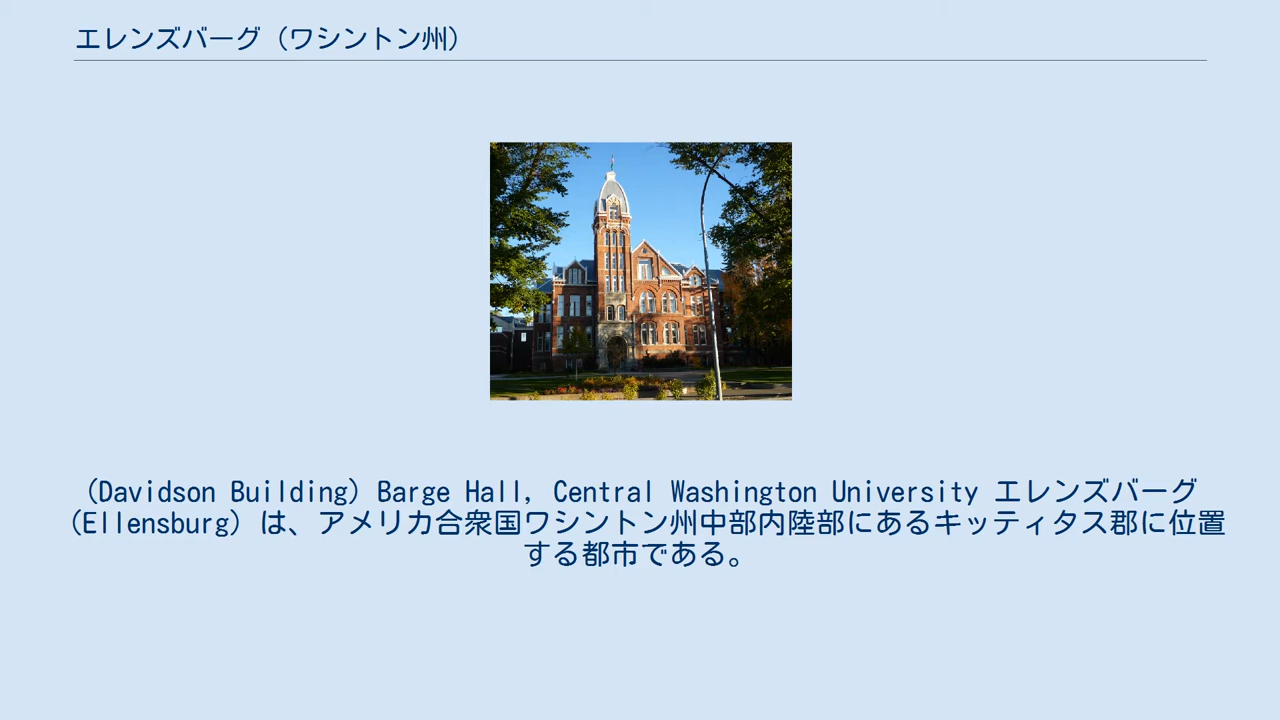 エレンズバーグ（ワシントン州）
（Davidson Building）Barge Hall, Central Washington University エレンズバーグ
（Ellensburg）は、アメリカ合衆国ワシントン州中部内陸部にあるキッティタス郡に位置
する都市である。